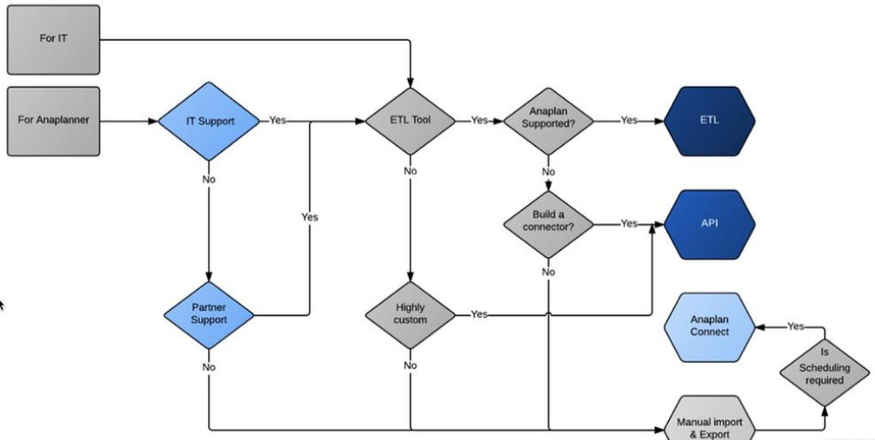 For IT
For Anaplanner
IT Support
Yes
ETL Tool
Yes
Anaplan
Supported?
Yes
ETL
No
No
No
Yes
Build a
connector?
Yes
API
No
Partner
Support
Highly
custom
Yes
Anaplan
Connect
Yes
Is
Scheduling
required
No
No
Manual import
& Export